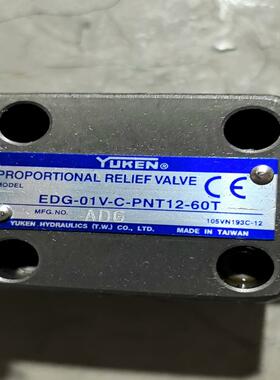 YUKEN®
PROPORTIONAL RELIEF VALVE
MODEL
EDG-01V-C-PNT12-60T
CE
MFG.NO. ADG
105VN193C-12
YUKEN HYDRAULICS (T.W.) CO., LTD. MADE IN TAIWAN